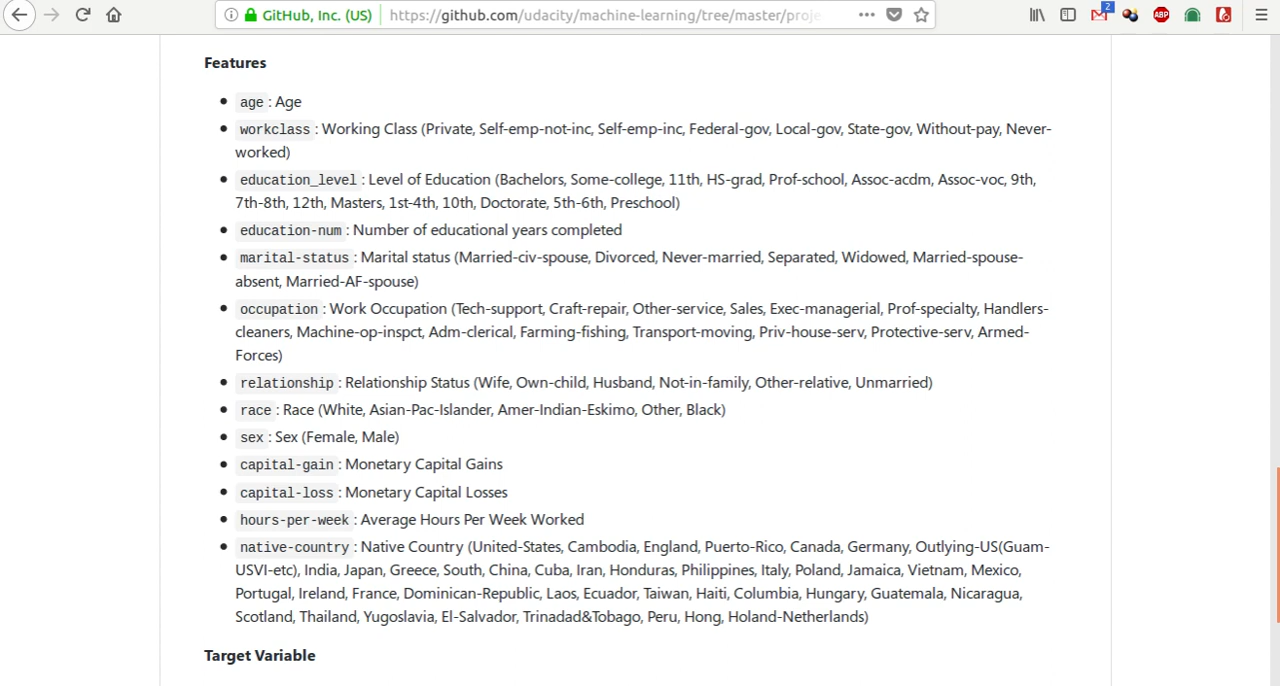 GitHub, Inc. (US) https://github.com/udacity/machine-learning/tree/master/proje
2
ABP
Features
age : Age
workclass : Working Class (Private, Self-emp-not-inc, Self-emp-inc, Federal-gov, Local-gov, State-gov, Without-pay, Never-
worked)
education_level : Level of Education (Bachelors, Some-college, 11th, HS-grad, Prof-school, Assoc-acdm, Assoc-voc, 9th,
7th-8th, 12th, Masters, 1st-4th, 10th, Doctorate, 5th-6th, Preschool)
education-num : Number of educational years completed
marital-status : Marital status (Married-civ-spouse, Divorced, Never-married, Separated, Widowed, Married-spouse-
absent, Married-AF-spouse)
occupation : Work Occupation (Tech-support, Craft-repair, Other-service, Sales, Exec-managerial, Prof-specialty, Handlers-
cleaners, Machine-op-inspct, Adm-clerical, Farming-fishing, Transport-moving, Priv-house-serv, Protective-serv, Armed-
Forces)
relationship : Relationship Status (Wife, Own-child, Husband, Not-in-family, Other-relative, Unmarried)
race : Race (White, Asian-Pac-Islander, Amer-Indian-Eskimo, Other, Black)
sex : Sex (Female, Male)
capital-gain : Monetary Capital Gains
capital-loss : Monetary Capital Losses
hours-per-week : Average Hours Per Week Worked
native-country : Native Country (United-States, Cambodia, England, Puerto-Rico, Canada, Germany, Outlying-US(Guam-
USVI-etc), India, Japan, Greece, South, China, Cuba, Iran, Honduras, Philippines, Italy, Poland, Jamaica, Vietnam, Mexico,
Portugal, Ireland, France, Dominican-Republic, Laos, Ecuador, Taiwan, Haiti, Columbia, Hungary, Guatemala, Nicaragua,
Scotland, Thailand, Yugoslavia, El-Salvador, Trinadad&Tobago, Peru, Hong, Holand-Netherlands)
Target Variable